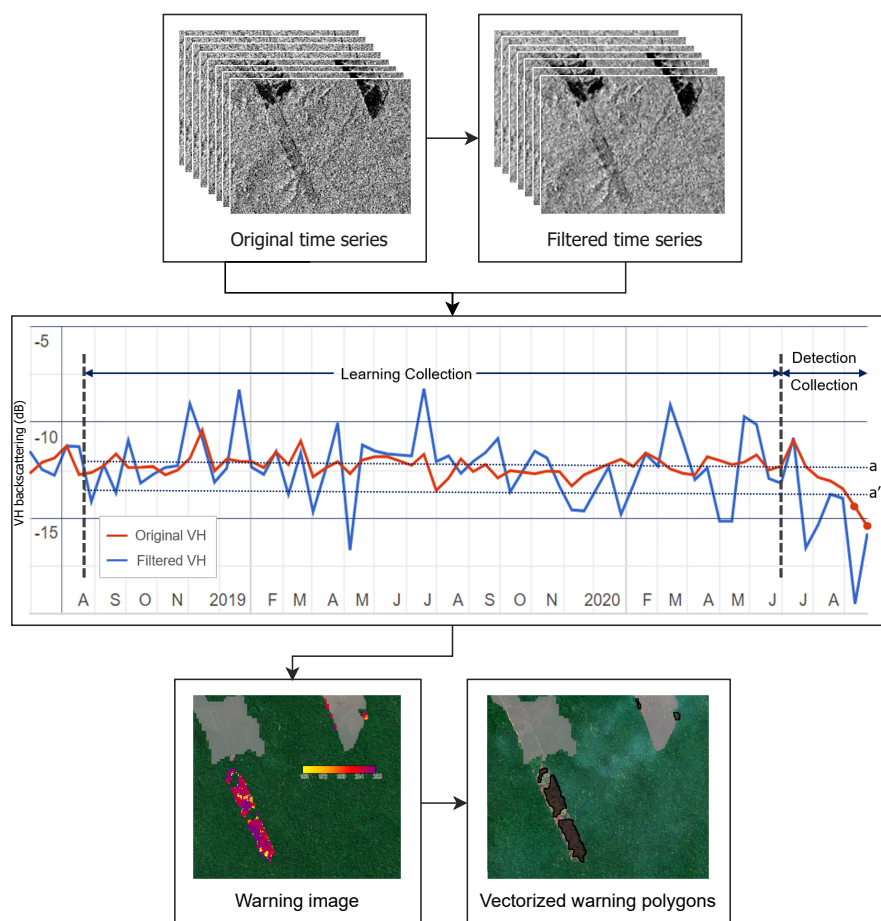 Original time series
Filtered time series
-5
-10
-15
VH backscattering (dB)
Learning Collection
Detection
Collection
a
a'
Original VH
Filtered VH
A S O N 2019 F M A M J J A S O N 2020 F M A M J J A
Warning image
Vectorized warning polygons